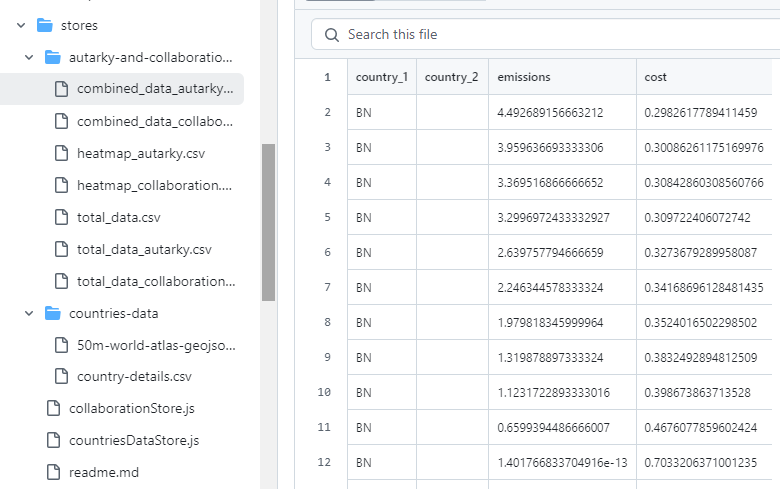 stores
autarky-and-collaboratio...
combined_data_autarky...
combined_data_collabo...
heatmap_autarky.csv
heatmap_collaboration....
total_data.csv
total_data_autarky.csv
total_data_collaboration...
countries-data
50m-world-atlas-geojso...
country-details.csv
collaborationStore.js
countriesDataStore.js
readme.md
Search this file
1 country_1 country_2 emissions cost
2 BN 4.492689156663212 0.2982617789411459
3 BN 3.959636693333306 0.30086261175169976
4 BN 3.369516866666652 0.30842860308560766
5 BN 3.2996972433332927 0.309722406072742
6 BN 2.639757794666659 0.3273679289958087
7 BN 2.246344578333324 0.34168696128481435
8 BN 1.979818345999964 0.3524016502298502
9 BN 1.319878897333324 0.3832492894812509
10 BN 1.1231722893333016 0.398673863713528
11 BN 0.6599394486666007 0.4676077859602424
12 BN 1.401766833704916e-13 0.7033206371001235